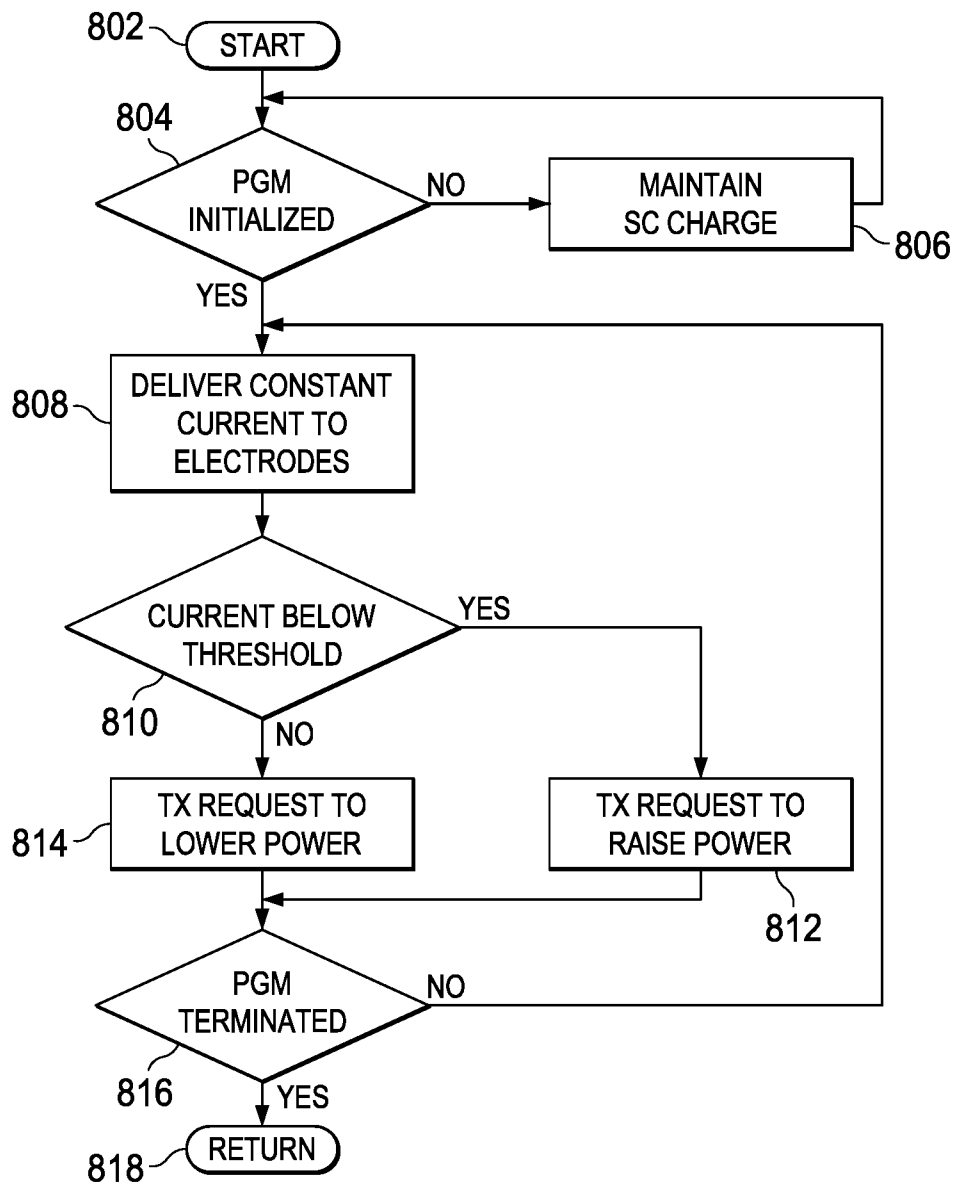 802
START
804
PGM
INITIALIZED
NO
MAINTAIN
SC CHARGE
806
YES
808
DELIVER CONSTANT
CURRENT TO
ELECTRODES
CURRENT BELOW
THRESHOLD
YES
810
NO
814
TX REQUEST TO
LOWER POWER
TX REQUEST TO
RAISE POWER
812
PGM
TERMINATED
NO
816
YES
818
RETURN